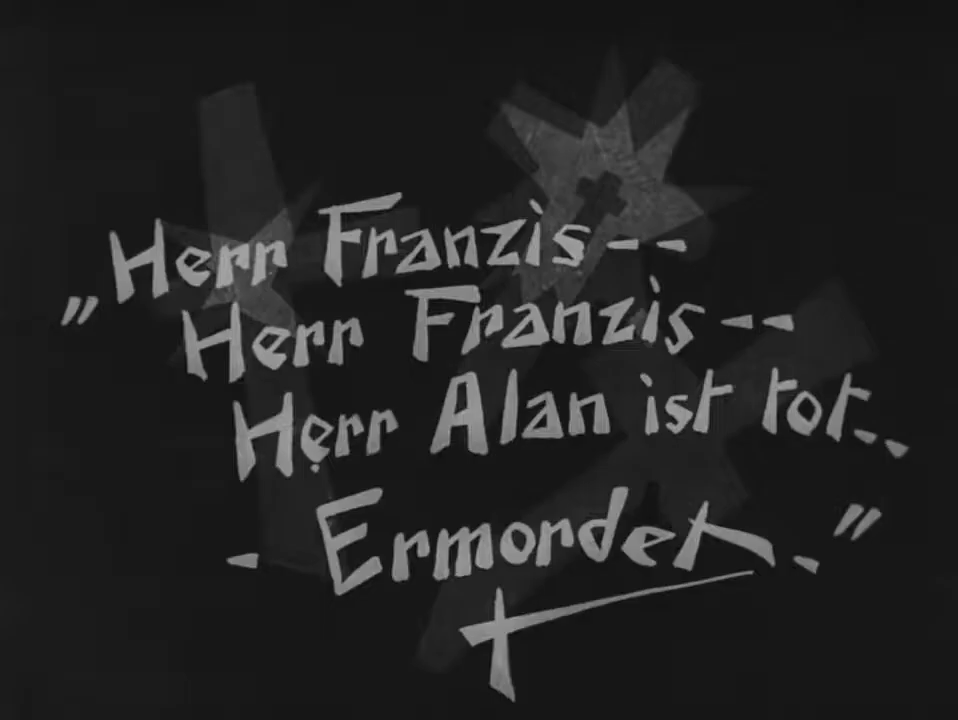 „Herr Franzis--
Herr Franzis--
Herr Alan ist tot--
- Ermordet-"